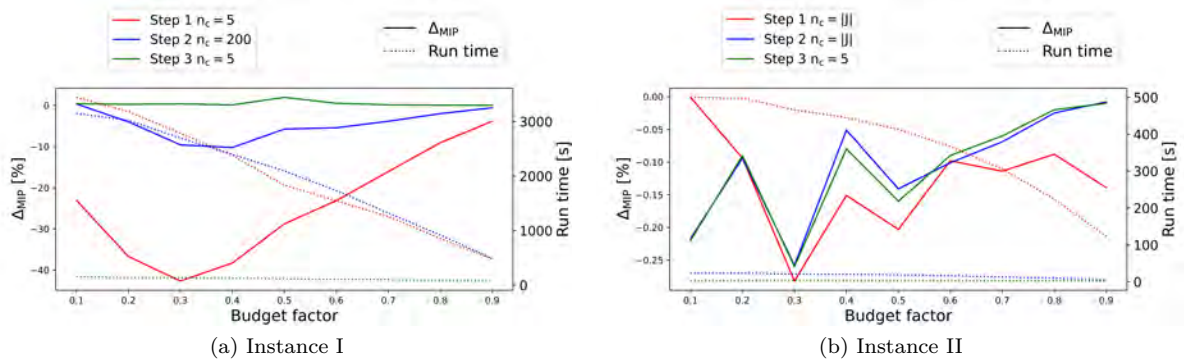 Step 1 n_c = 5
Step 2 n_c = 200
Step 3 n_c = 5
Δ_MIP
Run time
0
−10
−20
−30
−40
Δ_MIP [%]
3000
2000
1000
0
Run time [s]
0.1 0.2 0.3 0.4 0.5 0.6 0.7 0.8 0.9
Budget factor
(a) Instance I
Step 1 n_c = |J|
Step 2 n_c = |J|
Step 3 n_c = 5
Δ_MIP
Run time
0.00
−0.05
−0.10
−0.15
−0.20
−0.25
Δ_MIP [%]
500
400
300
200
100
0
Run time [s]
0.1 0.2 0.3 0.4 0.5 0.6 0.7 0.8 0.9
Budget factor
(b) Instance II